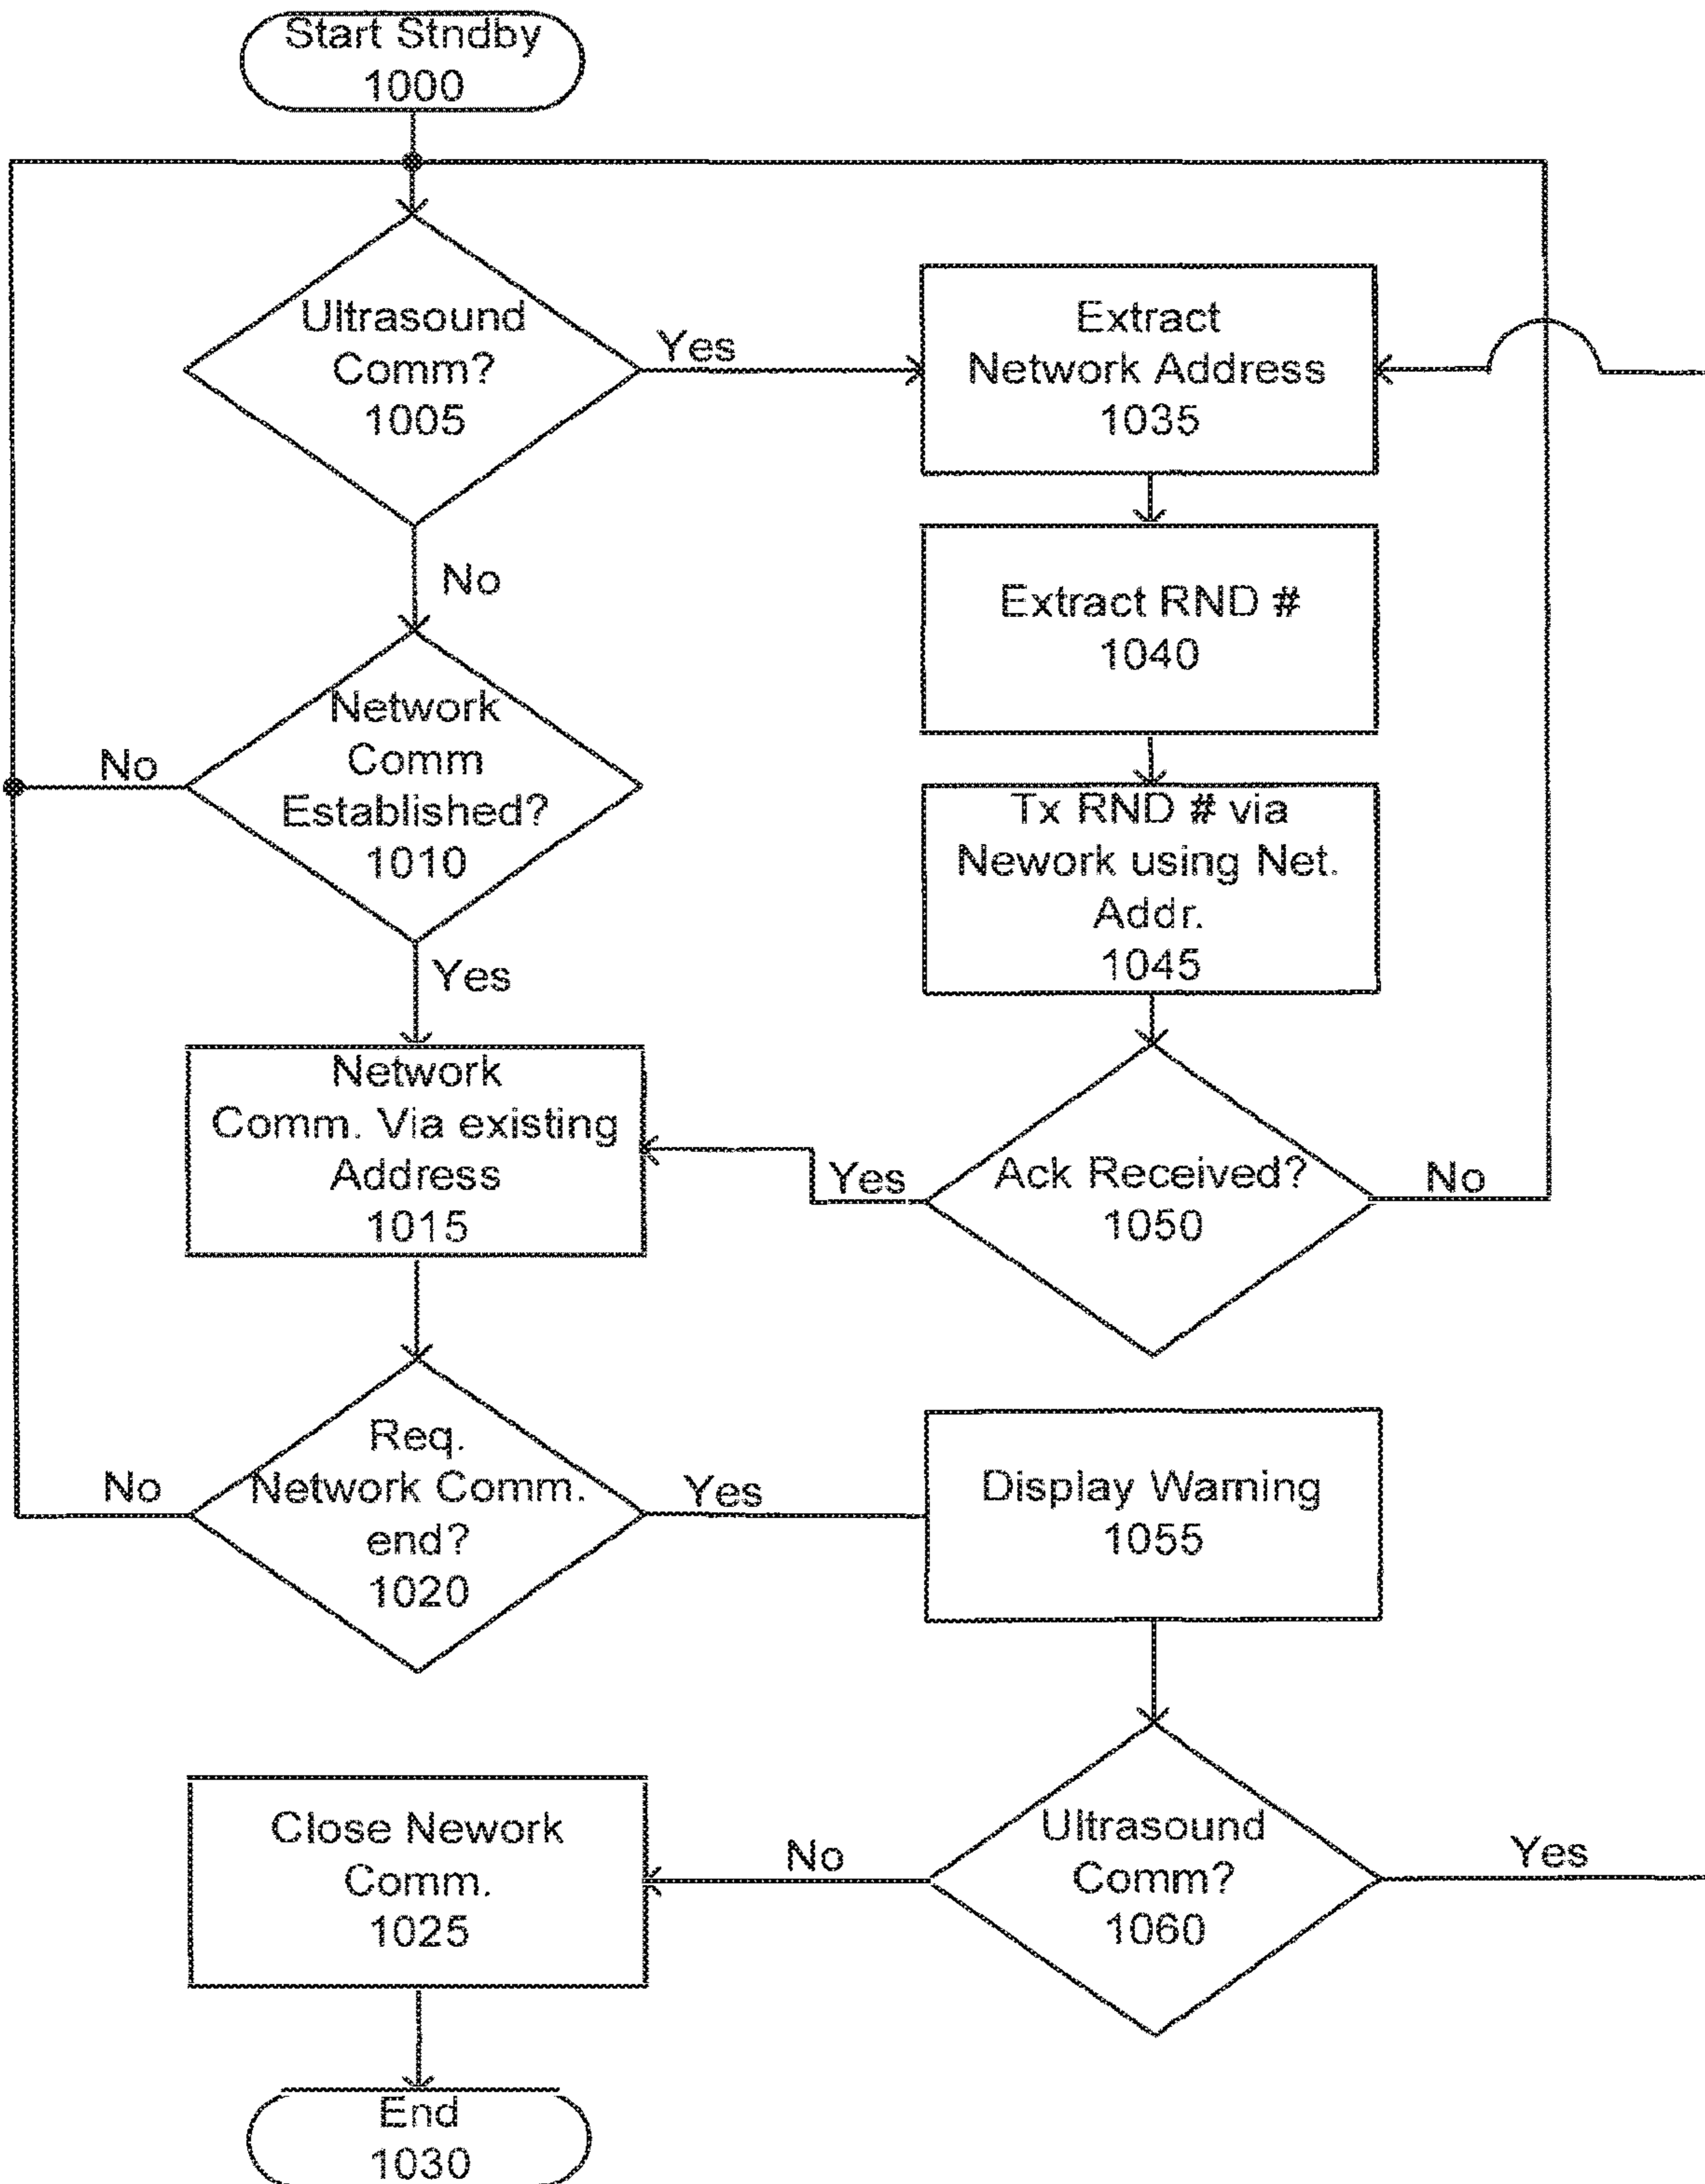 Start Stndby
1000
Ultrasound
Comm?
1005
Yes
No
Extract
Network Address
1035
Extract RND #
1040
Network
Comm
Established?
1010
No
Yes
Tx RND # via
Nework using Net.
Addr.
1045
Network
Comm. Via existing
Address
1015
Ack Received?
1050
Yes
No
Req.
Network Comm.
end?
1020
No
Yes
Display Warning
1055
Ultrasound
Comm?
1060
No
Yes
Close Nework
Comm.
1025
End
1030